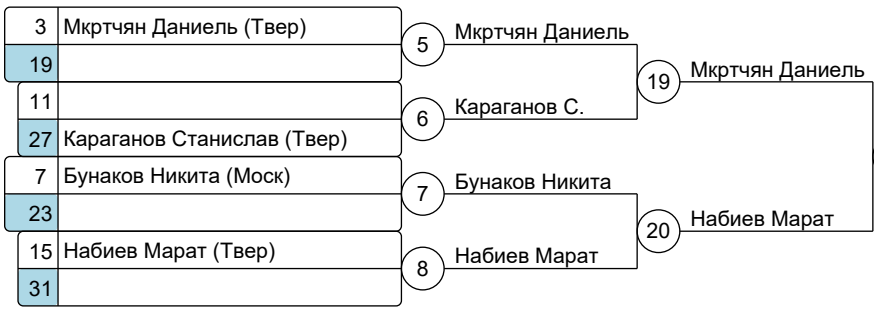 3 Мкртчян Даниель (Твер)
19
11
27 Караганов Станислав (Твер)
7 Бунаков Никита (Моск)
23
15 Набиев Марат (Твер)
31
5 Мкртчян Даниель
6 Караганов С.
7 Бунаков Никита
8 Набиев Марат
19 Мкртчян Даниель
20 Набиев Марат